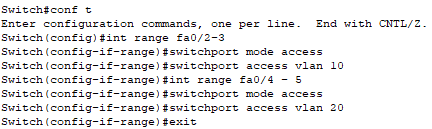 Switch#conf t
Enter configuration commands, one per line.  End with CNTL/Z.
Switch(config)#int range fa0/2-3
Switch(config-if-range)#switchport mode access
Switch(config-if-range)#switchport access vlan 10
Switch(config-if-range)#int range fa0/4 - 5
Switch(config-if-range)#switchport mode access
Switch(config-if-range)#switchport access vlan 20
Switch(config-if-range)#exit